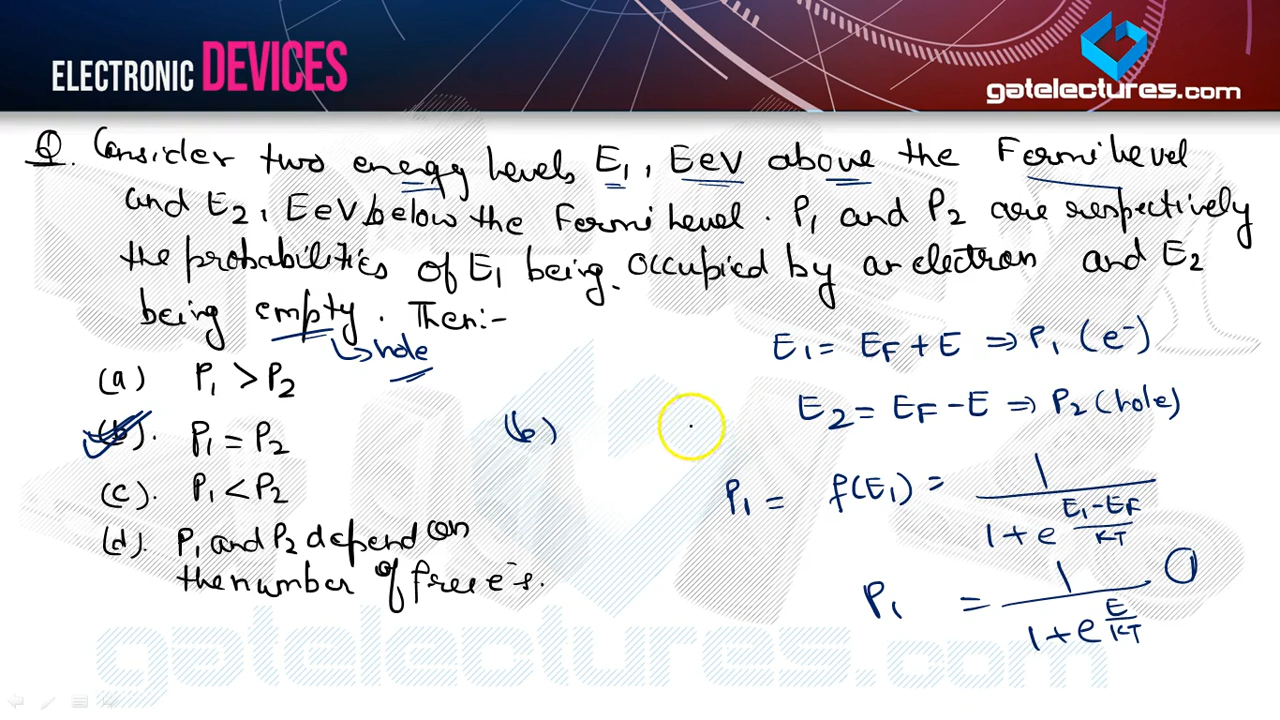 ELECTRONIC DEVICES
gatelectures.com
Q. Consider two energy levels E₁, EeV above the Fermi level
and E₂, EeV below the Fermi level. P₁ and P₂ are respectively
the probabilities of E₁ being occupied by an electron and E₂
being empty. Then:-
↳ hole
(a) P₁ > P₂
(b). P₁ = P₂
(c). P₁ < P₂
(d). P₁ and P₂ depend on
the number of free e⁻s.
(b)
E₁ = E_F + E ⇒ P₁ (e⁻)
E₂ = E_F - E ⇒ P₂ (hole)
P₁ = f(E₁) = 1 / (1 + e^((E₁-E_F)/KT))
P₁ = 1 / (1 + e^(E/KT)) ①
gatelectures.com